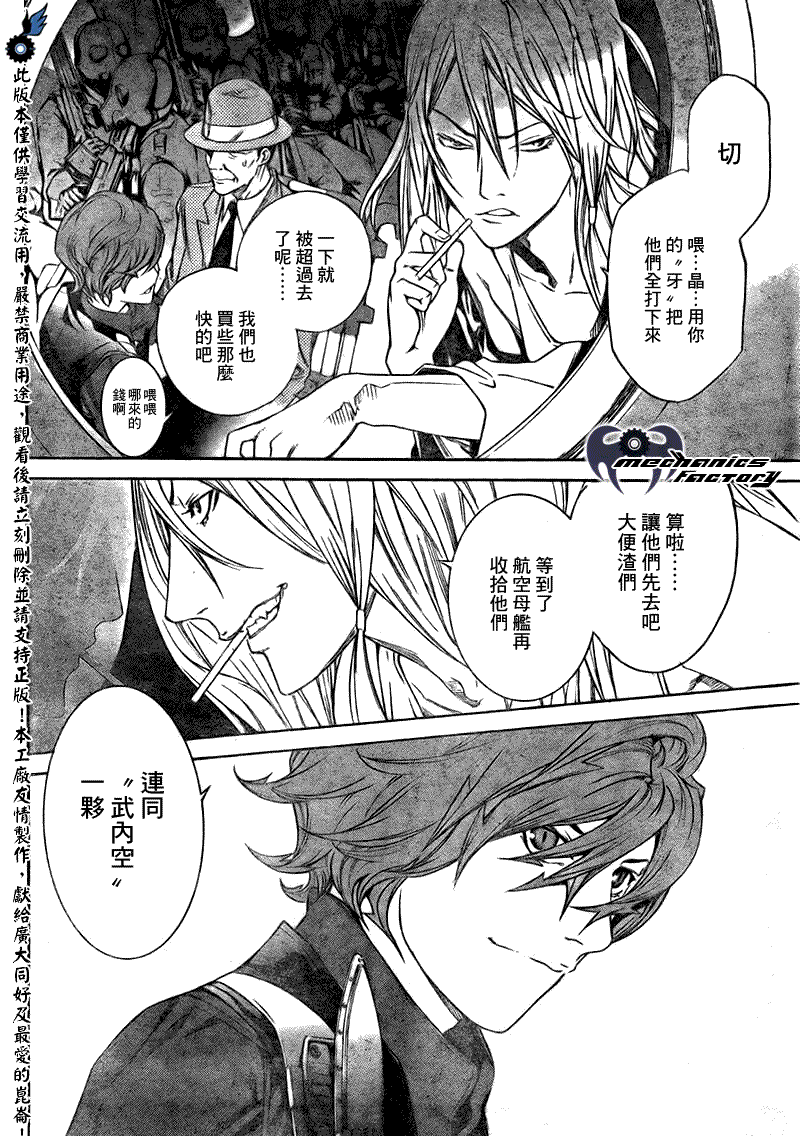 切
喂…晶…用你
的〝牙〞把
他們全打下來
一下就
被超過去
了呢……
我們也
買些那麼
快的吧
喂喂
哪來的
錢啊
mechanics
factory
算啦……
讓他們先去吧
大便渣們
等到了
航空母艦再
收拾他們
連同
〝武內空〞
一夥
此版本僅供學習交流用，嚴禁商業用途，觀看後請立刻刪除並請支持正版！本工廠友情製作，獻給廣大同好及最愛的崑崙！